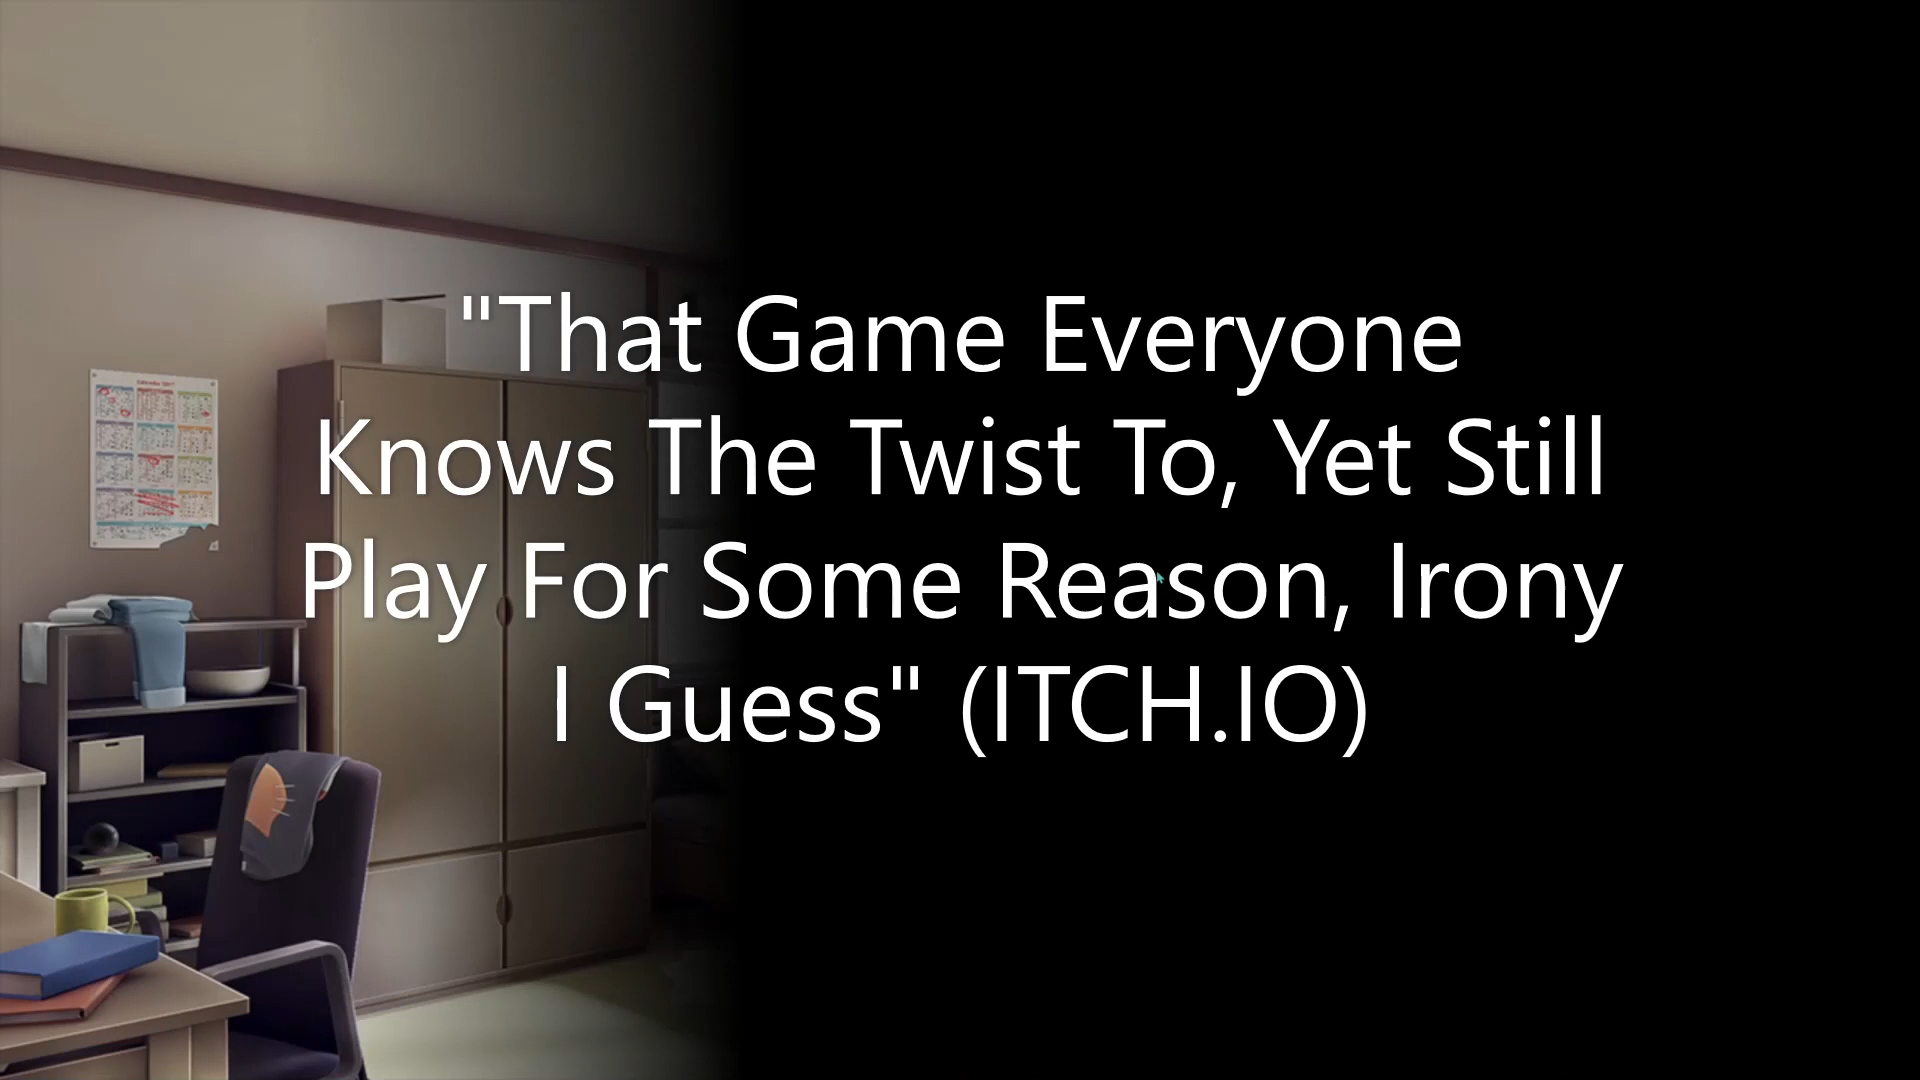 "That Game Everyone
Knows The Twist To, Yet Still
Play For Some Reason, Irony
I Guess" (ITCH.IO)